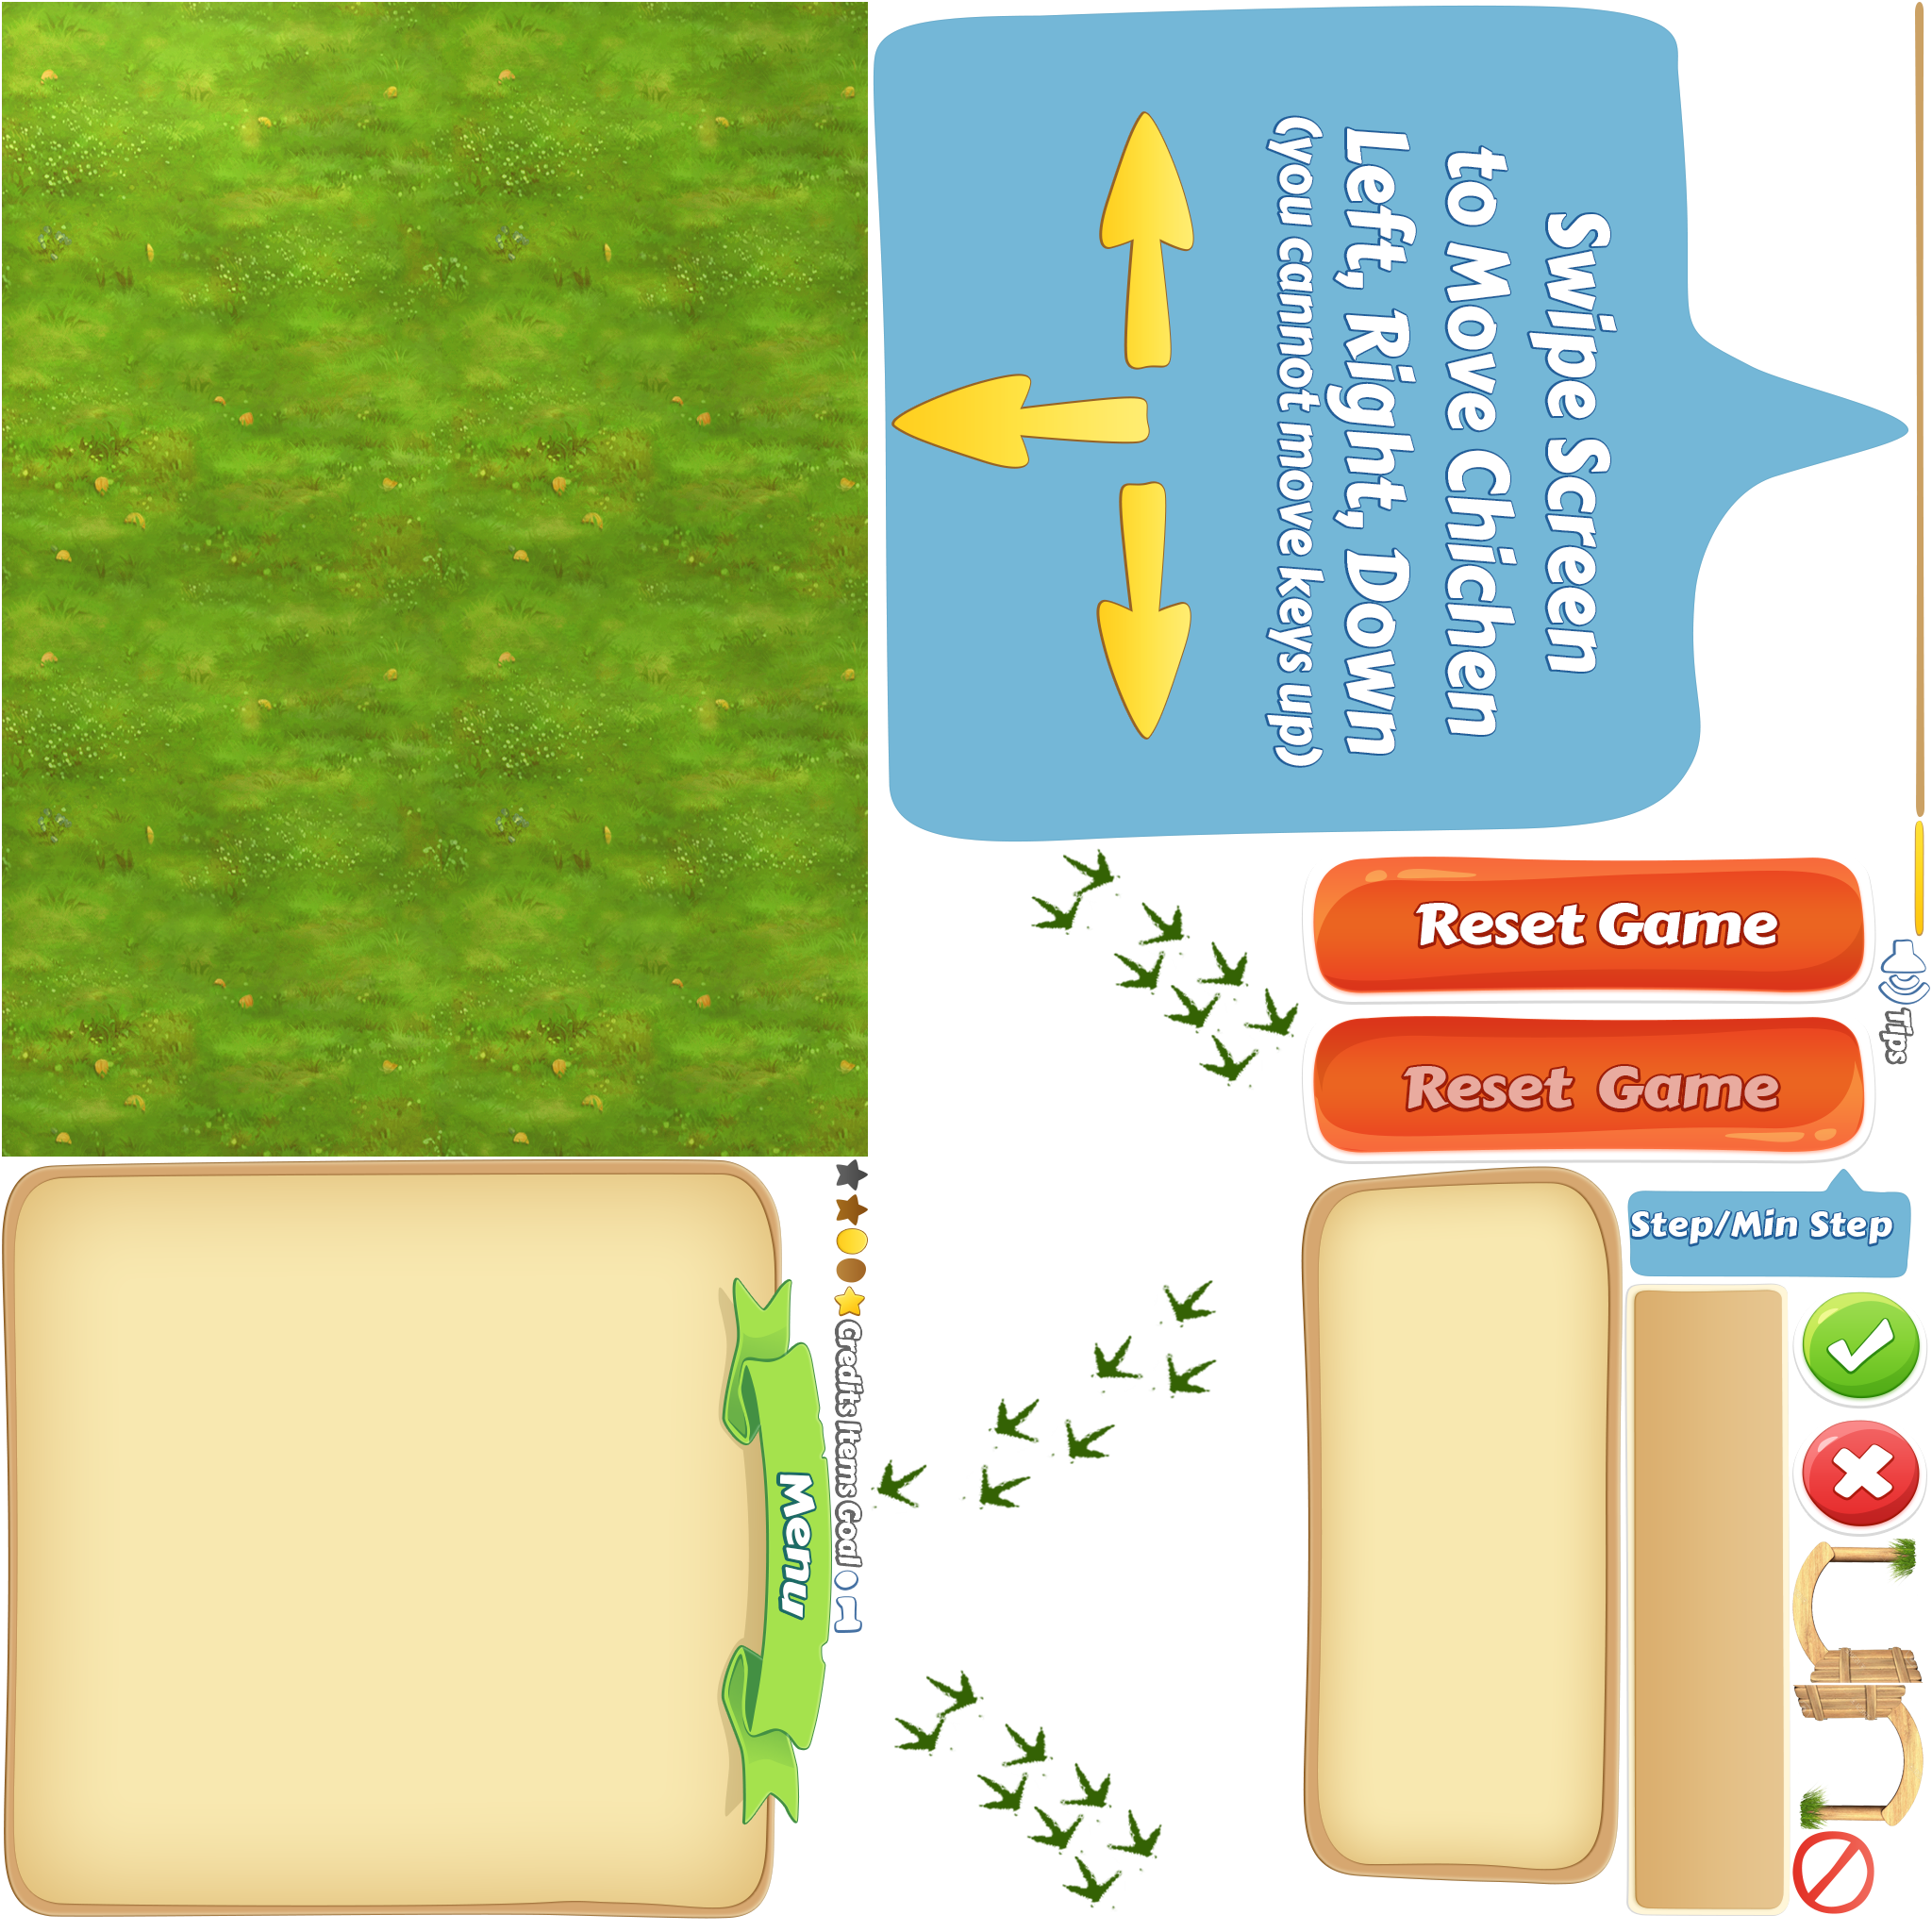 Swipe Screen
to Move Chichen
Left, Right, Down
(you cannot move keys up)
Reset Game
Reset Game
Tips
Step/Min Step
Credits
Items
Goal
Menu